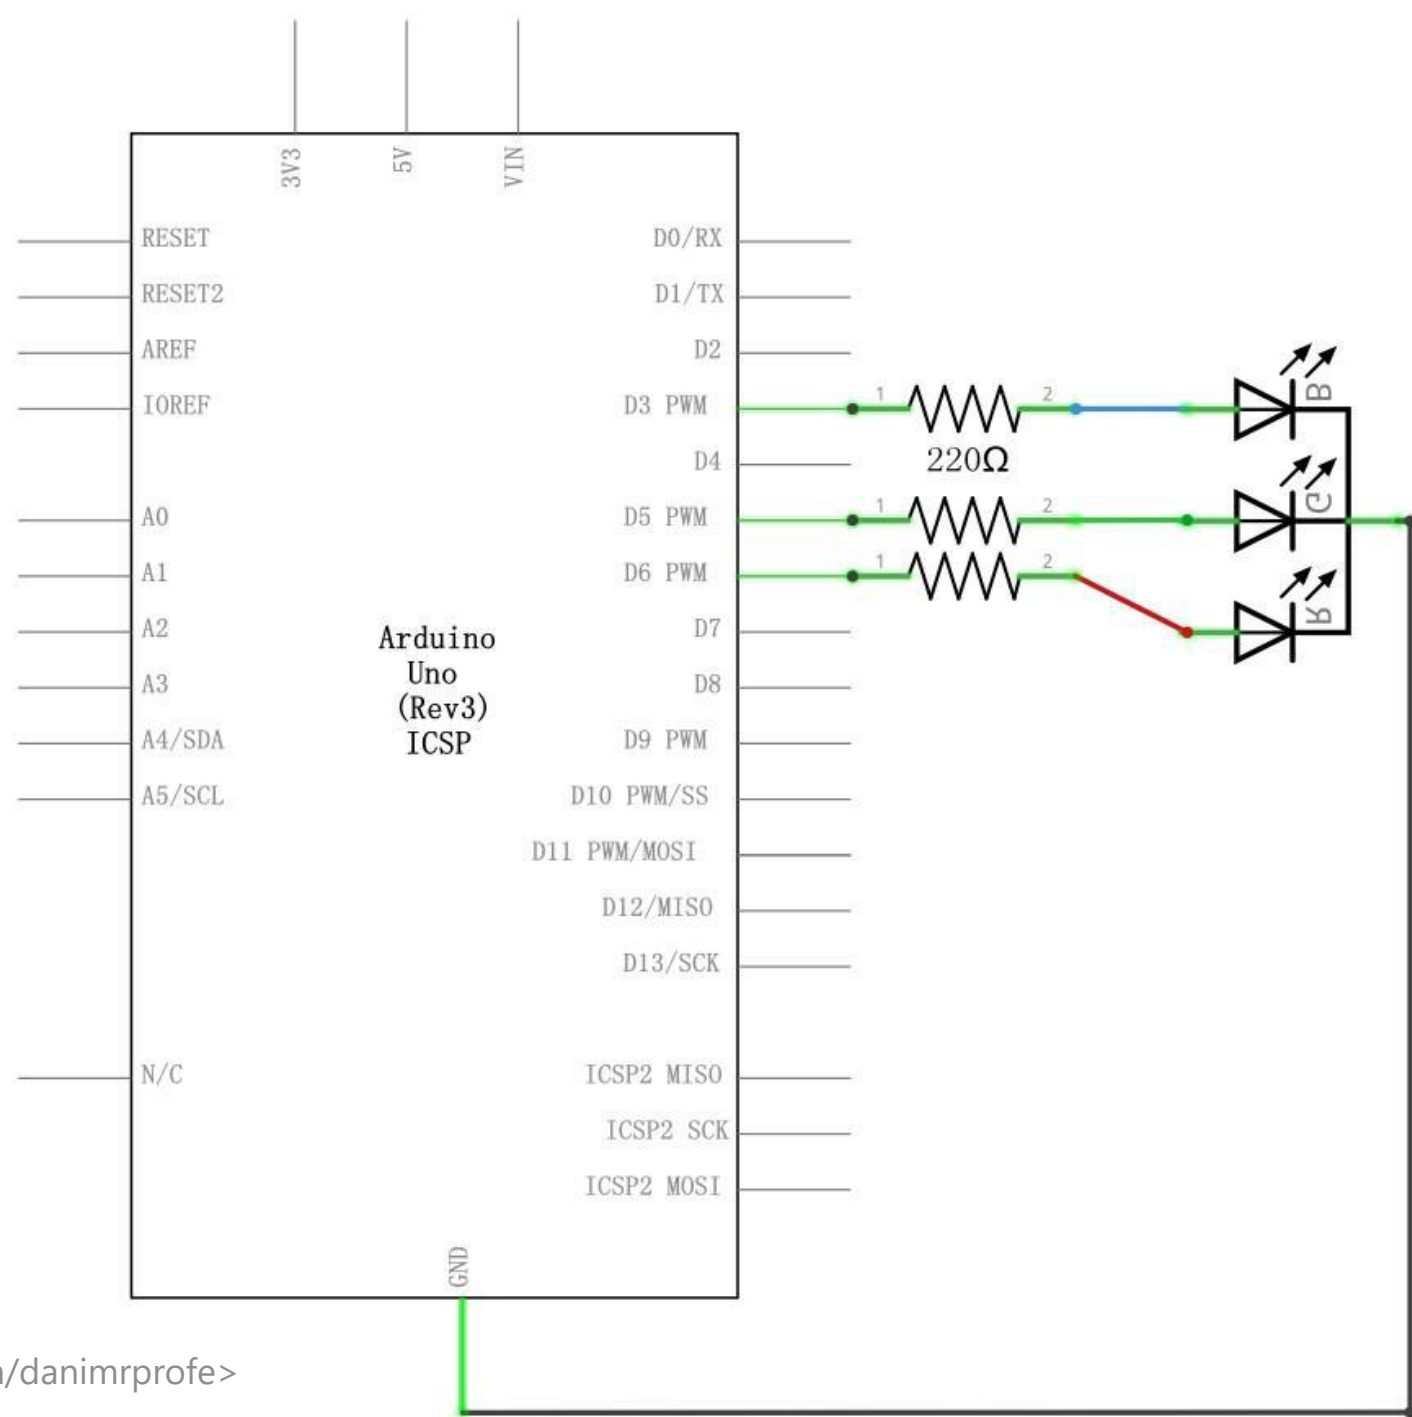 3V3
5V
VIN
RESET
D0/RX
RESET2
D1/TX
AREF
D2
IOREF
D3 PWM
1
2
B
D4
220Ω
A0
D5 PWM
1
2
G
A1
D6 PWM
1
2
R
A2
D7
Arduino
Uno
(Rev3)
ICSP
A3
D8
A4/SDA
D9 PWM
A5/SCL
D10 PWM/SS
D11 PWM/MOSI
D12/MISO
D13/SCK
N/C
ICSP2 MISO
ICSP2 SCK
ICSP2 MOSI
GND
/danimrprofe>